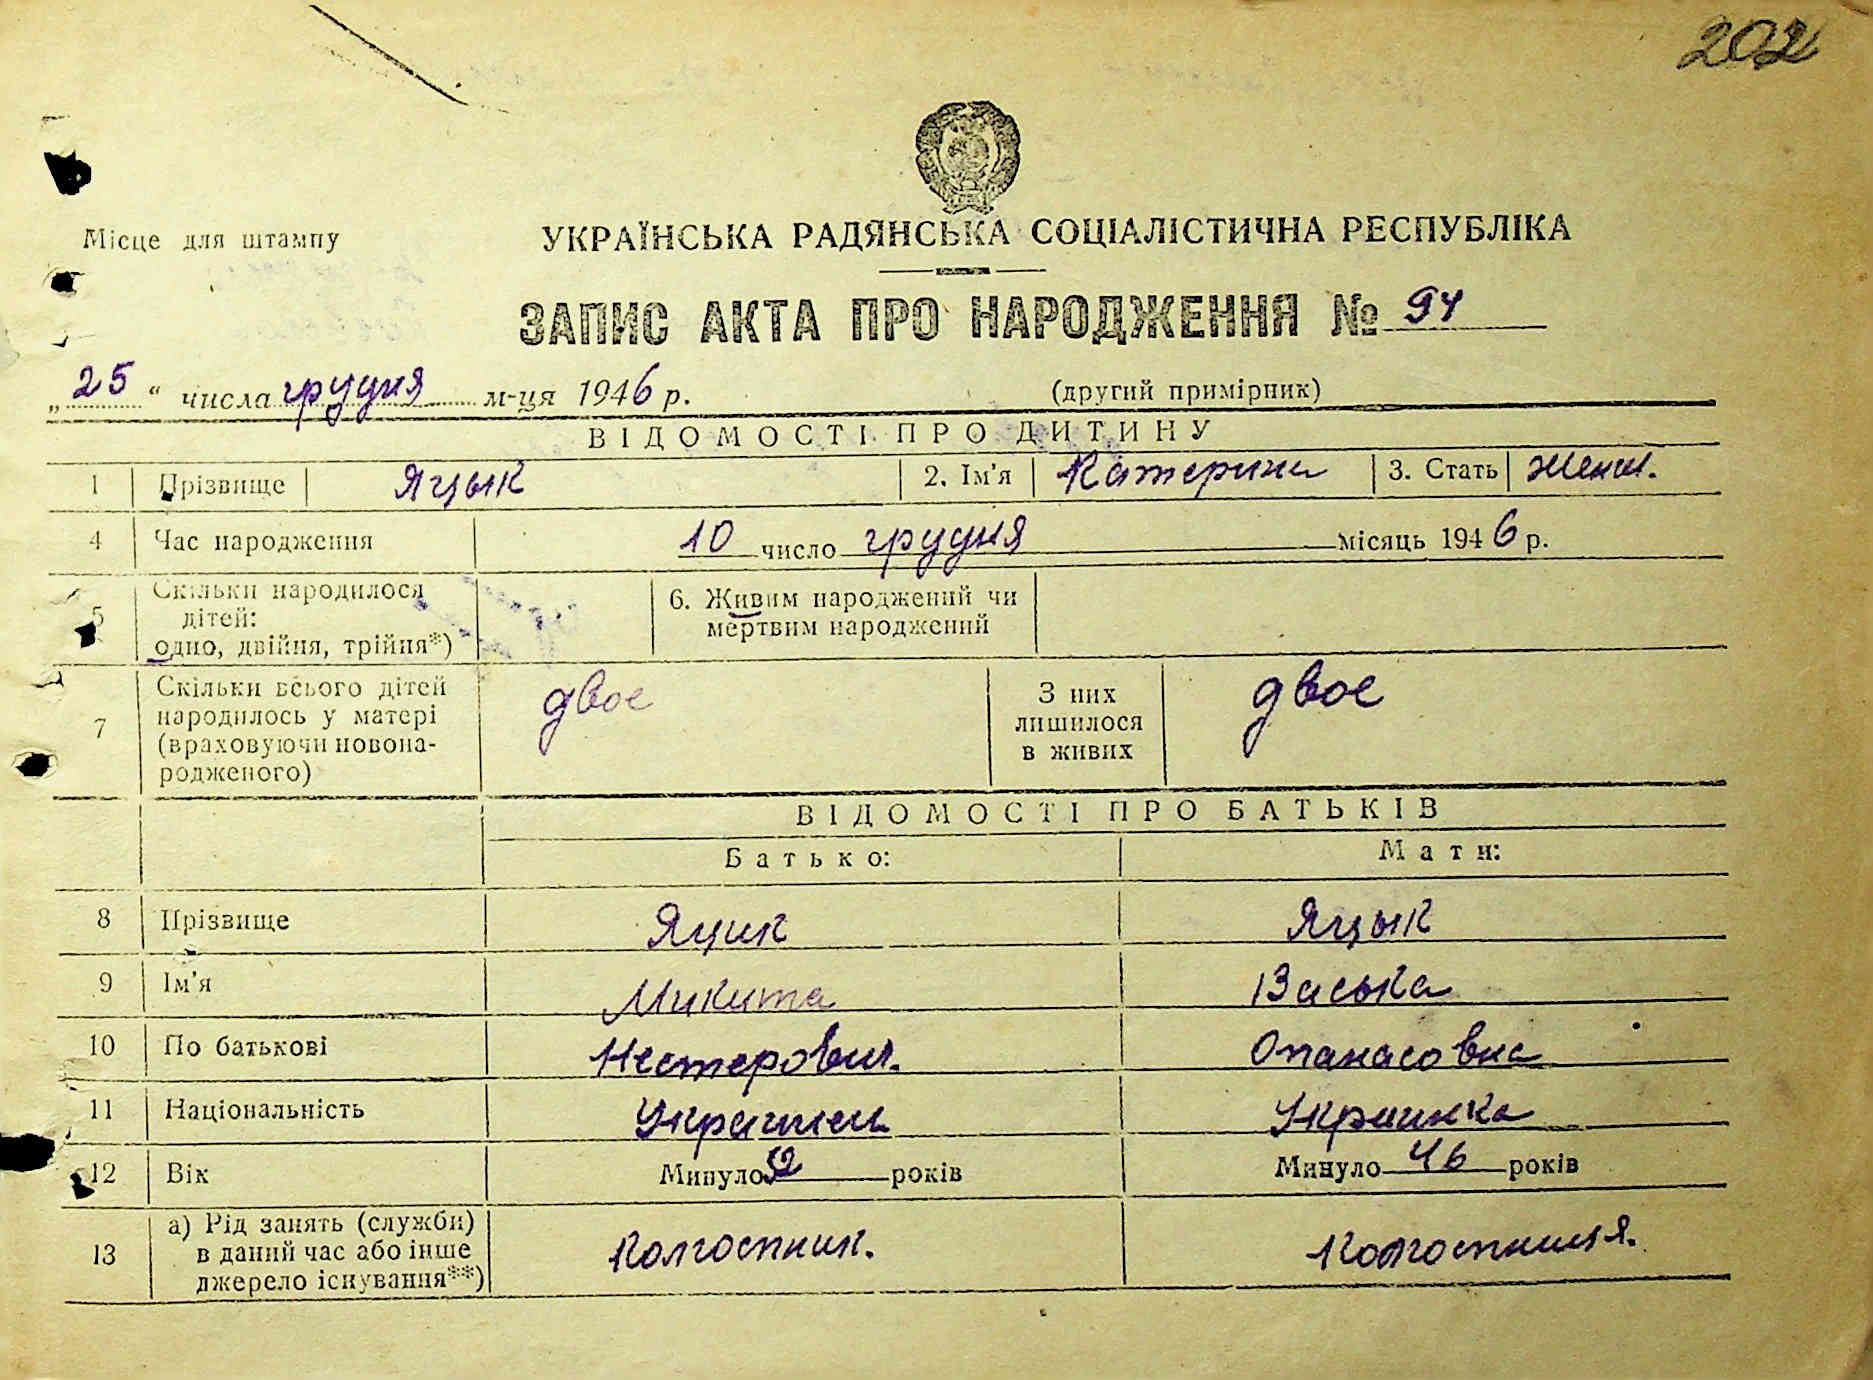 202
Місце для штампу
УКРАЇНСЬКА РАДЯНСЬКА СОЦІАЛІСТИЧНА РЕСПУБЛІКА
ЗАПИС АКТА ПРО НАРОДЖЕННЯ № 94
„25“ числа грудня м-ця 1946 р. (другий примірник)
ВІДОМОСТІ ПРО ДИТИНУ
1 Прізвище Яцык 2. Ім'я Катерина 3. Стать женш.
4 Час народження 10 число грудня місяць 1946 р.
5 Скільки народилося дітей: одно, двійня, трійня*) 6. Живим народжений чи мертвим народжений
7 Скільки всього дітей народилось у матері (враховуючи новонародженого) двое З них лишилося в живих двое
ВІДОМОСТІ ПРО БАТЬКІВ
Батько: Мати:
8 Прізвище Яцик Яцык
9 Ім'я Микита Васька
10 По батькові Нестерович. Опанасовна
11 Національність Украинец Украинка
12 Вік Минуло років Минуло 46 років
13 а) Рід занять (служби) в даний час або інше джерело існування**) Колгоспник. Колгоспниця.